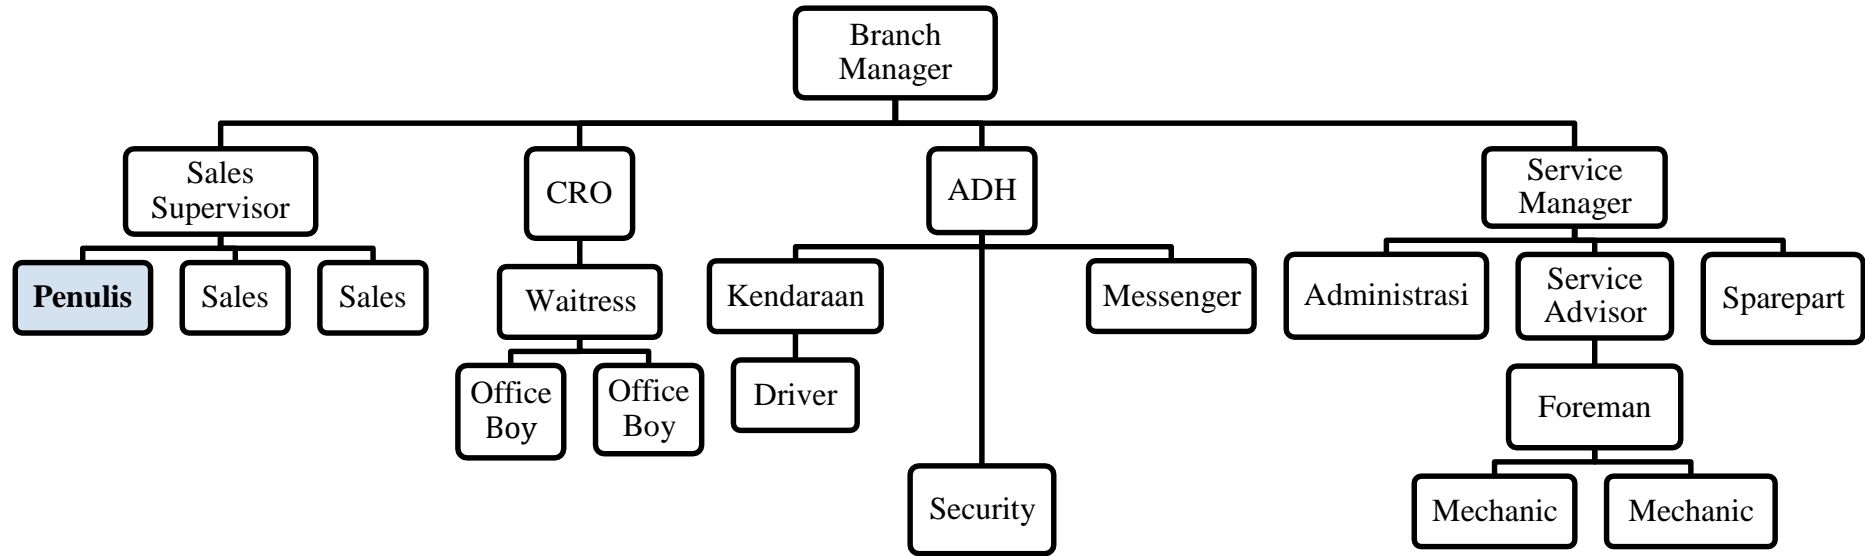 Branch
Manager
Sales
Supervisor
CRO
ADH
Service
Manager
Penulis
Sales
Sales
Waitress
Kendaraan
Messenger
Administrasi
Service
Advisor
Sparepart
Office
Boy
Office
Boy
Driver
Foreman
Security
Mechanic
Mechanic